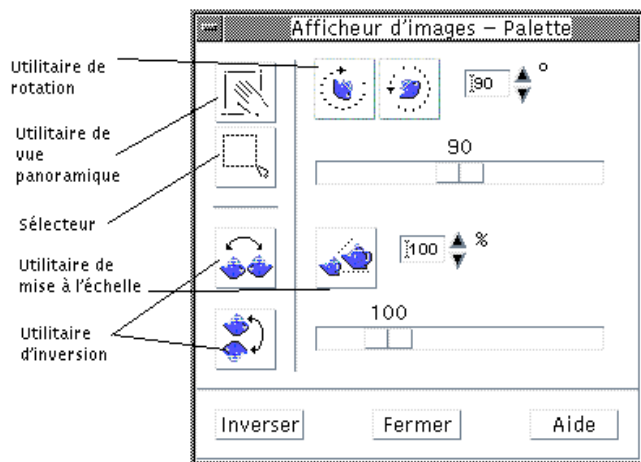 Afficheur d'images – Palette
Utilitaire de
rotation
90
°
Utilitaire de
vue
panoramique
90
Sélecteur
100
%
Utilitaire de
mise à l'échelle
100
Utilitaire
d'inversion
Inverser
Fermer
Aide